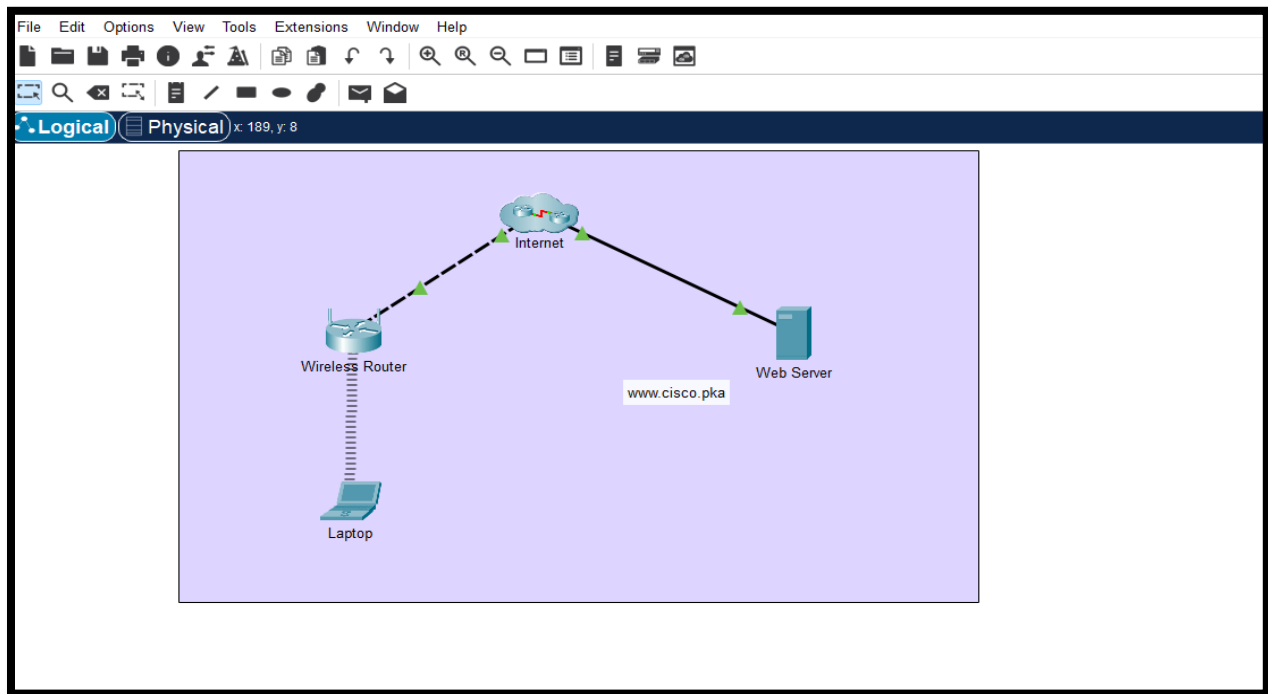 File Edit Options View Tools Extensions Window Help
Logical Physical x: 189, y: 8
Internet
Wireless Router
Web Server
www.cisco.pka
Laptop